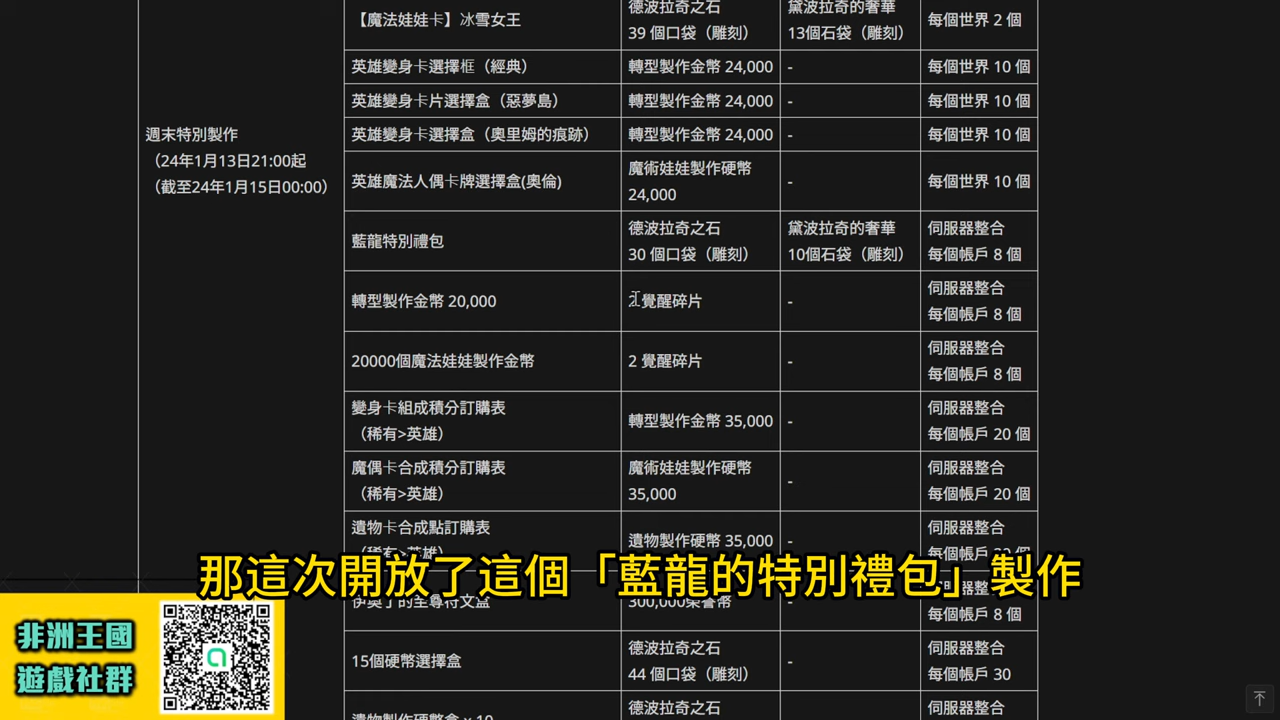 德波拉奇之石
黛波拉奇的奢華
【魔法娃娃卡】冰雪女王
39 個口袋（雕刻）
13個石袋（雕刻）
每個世界 2 個
英雄變身卡選擇框（經典）
轉型製作金幣 24,000
-
每個世界 10 個
英雄變身卡片選擇盒（惡夢島）
轉型製作金幣 24,000
-
每個世界 10 個
週末特別製作
（24年1月13日21:00起
（截至24年1月15日00:00）
英雄變身卡選擇盒（奧里姆的痕跡）
轉型製作金幣 24,000
-
每個世界 10 個
英雄魔法人偶卡牌選擇盒(奧倫)
魔術娃娃製作硬幣
24,000
-
每個世界 10 個
藍龍特別禮包
德波拉奇之石
30 個口袋（雕刻）
黛波拉奇的奢華
10個石袋（雕刻）
伺服器整合
每個帳戶 8 個
轉型製作金幣 20,000
2 覺醒碎片
-
伺服器整合
每個帳戶 8 個
20000個魔法娃娃製作金幣
2 覺醒碎片
-
伺服器整合
每個帳戶 8 個
變身卡組成積分訂購表
（稀有>英雄）
轉型製作金幣 35,000
-
伺服器整合
每個帳戶 20 個
魔偶卡合成積分訂購表
（稀有>英雄）
魔術娃娃製作硬幣
35,000
-
伺服器整合
每個帳戶 20 個
遺物卡合成點訂購表
（稀有>英雄）
遺物製作硬幣 35,000
-
伺服器整合
那這次開放了這個「藍龍的特別禮包」製作
300,000榮譽幣
-
每個帳戶 8 個
15個硬幣選擇盒
德波拉奇之石
44 個口袋（雕刻）
-
伺服器整合
每個帳戶 30
德波拉奇之石
伺服器整合
非洲王國
遊戲社群